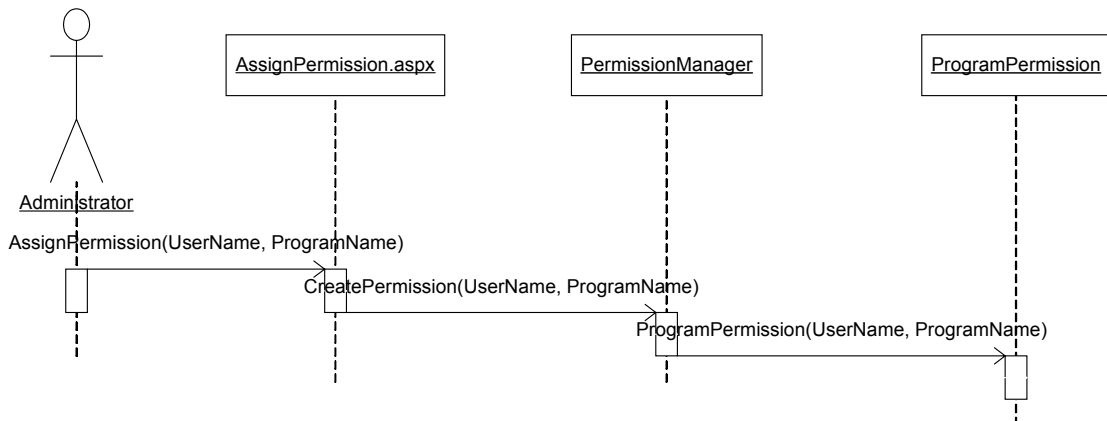 AssignPermission.aspx
PermissionManager
ProgramPermission
Administrator
AssignPermission(UserName, ProgramName)
CreatePermission(UserName, ProgramName)
ProgramPermission(UserName, ProgramName)